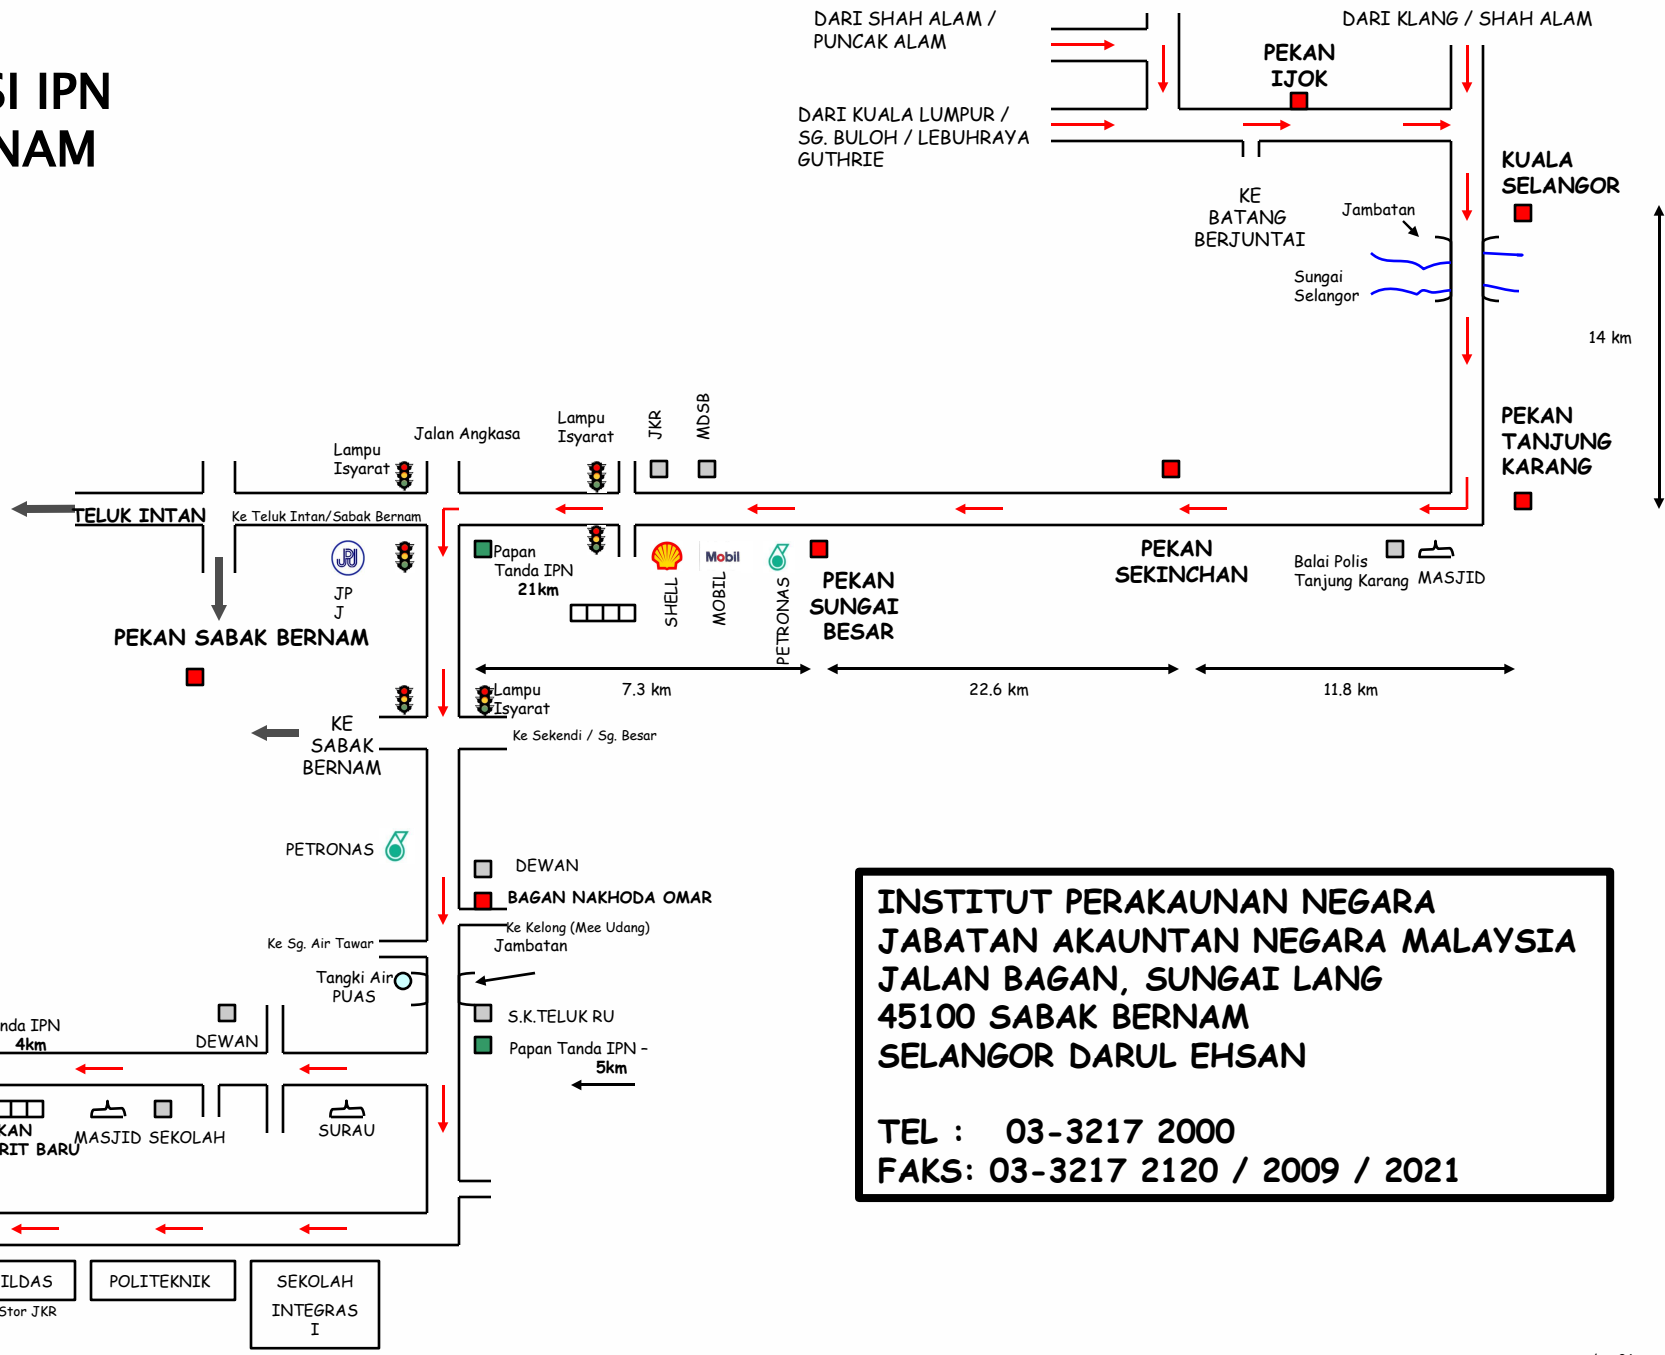 SI IPN
NAM
DARI SHAH ALAM /
PUNCAK ALAM
DARI KLANG / SHAH ALAM
PEKAN
IJOK
DARI KUALA LUMPUR /
SG. BULOH / LEBUHRAYA
GUTHRIE
KUALA
SELANGOR
KE
BATANG
BERJUNTAI
Jambatan
Sungai
Selangor
14 km
PEKAN
TANJUNG
KARANG
Lampu
Isyarat
Jalan Angkasa
Lampu
Isyarat
JKR
MDSB
TELUK INTAN
Ke Teluk Intan/Sabak Bernam
JPJ
JP
J
Papan
Tanda IPN
21km
SHELL
Mobil
MOBIL
PETRONAS
PEKAN
SUNGAI
BESAR
PEKAN
SEKINCHAN
Balai Polis
Tanjung Karang
MASJID
PEKAN SABAK BERNAM
7.3 km
22.6 km
11.8 km
Lampu
Isyarat
KE
SABAK
BERNAM
Ke Sekendi / Sg. Besar
PETRONAS
DEWAN
BAGAN NAKHODA OMAR
Ke Kelong (Mee Udang)
Jambatan
Ke Sg. Air Tawar
Tangki Air
PUAS
S.K.TELUK RU
Papan Tanda IPN –
5km
nda IPN
4km
DEWAN
KAN
RIT BARU
MASJID
SEKOLAH
SURAU
ILDAS
Stor JKR
POLITEKNIK
SEKOLAH
INTEGRAS
I
INSTITUT PERAKAUNAN NEGARA
JABATAN AKAUNTAN NEGARA MALAYSIA
JALAN BAGAN, SUNGAI LANG
45100 SABAK BERNAM
SELANGOR DARUL EHSAN
TEL : 03-3217 2000
FAKS: 03-3217 2120 / 2009 / 2021